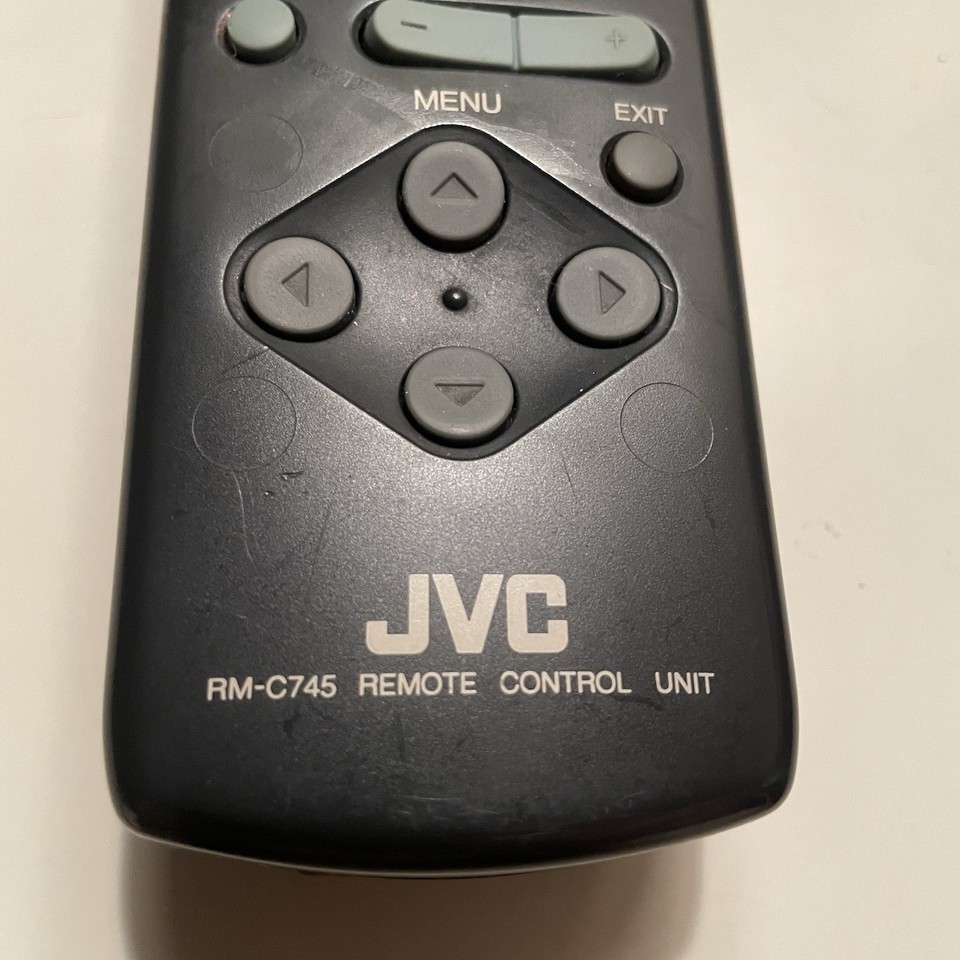 - +
MENU
EXIT
JVC
RM-C745 REMOTE CONTROL UNIT